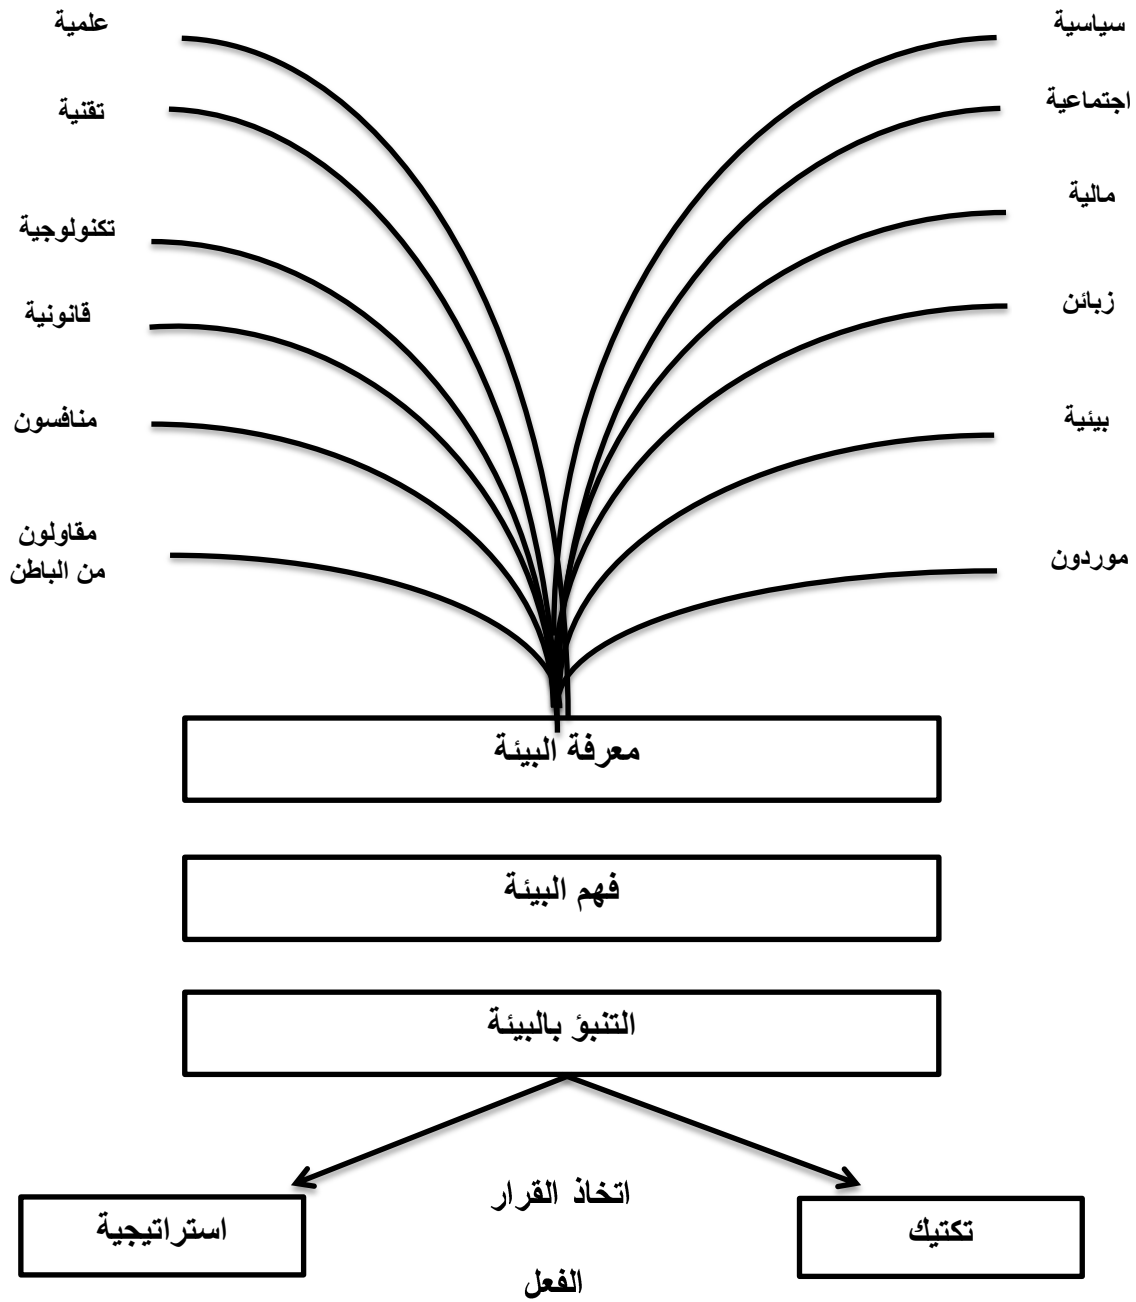 سياسية
علمية
اجتماعية
تقنية
مالية
تكنولوجية
زبائن
قانونية
بيئية
منافسون
موردون
مقاولون
من الباطن
معرفة البيئة
فهم البيئة
التنبؤ بالبيئة
اتخاذ القرار
تكتيك
استراتيجية
الفعل